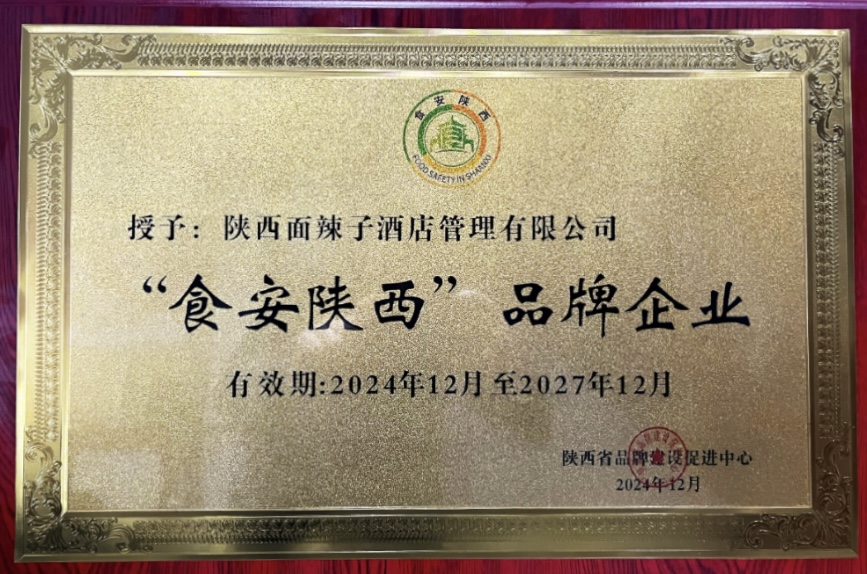 食安陕西
FOOD SAFETY IN SHAANXI
授予：陕西面辣子酒店管理有限公司
“食安陕西”品牌企业
有效期:2024年12月至2027年12月
陕西省品牌建设促进中心
2024年12月